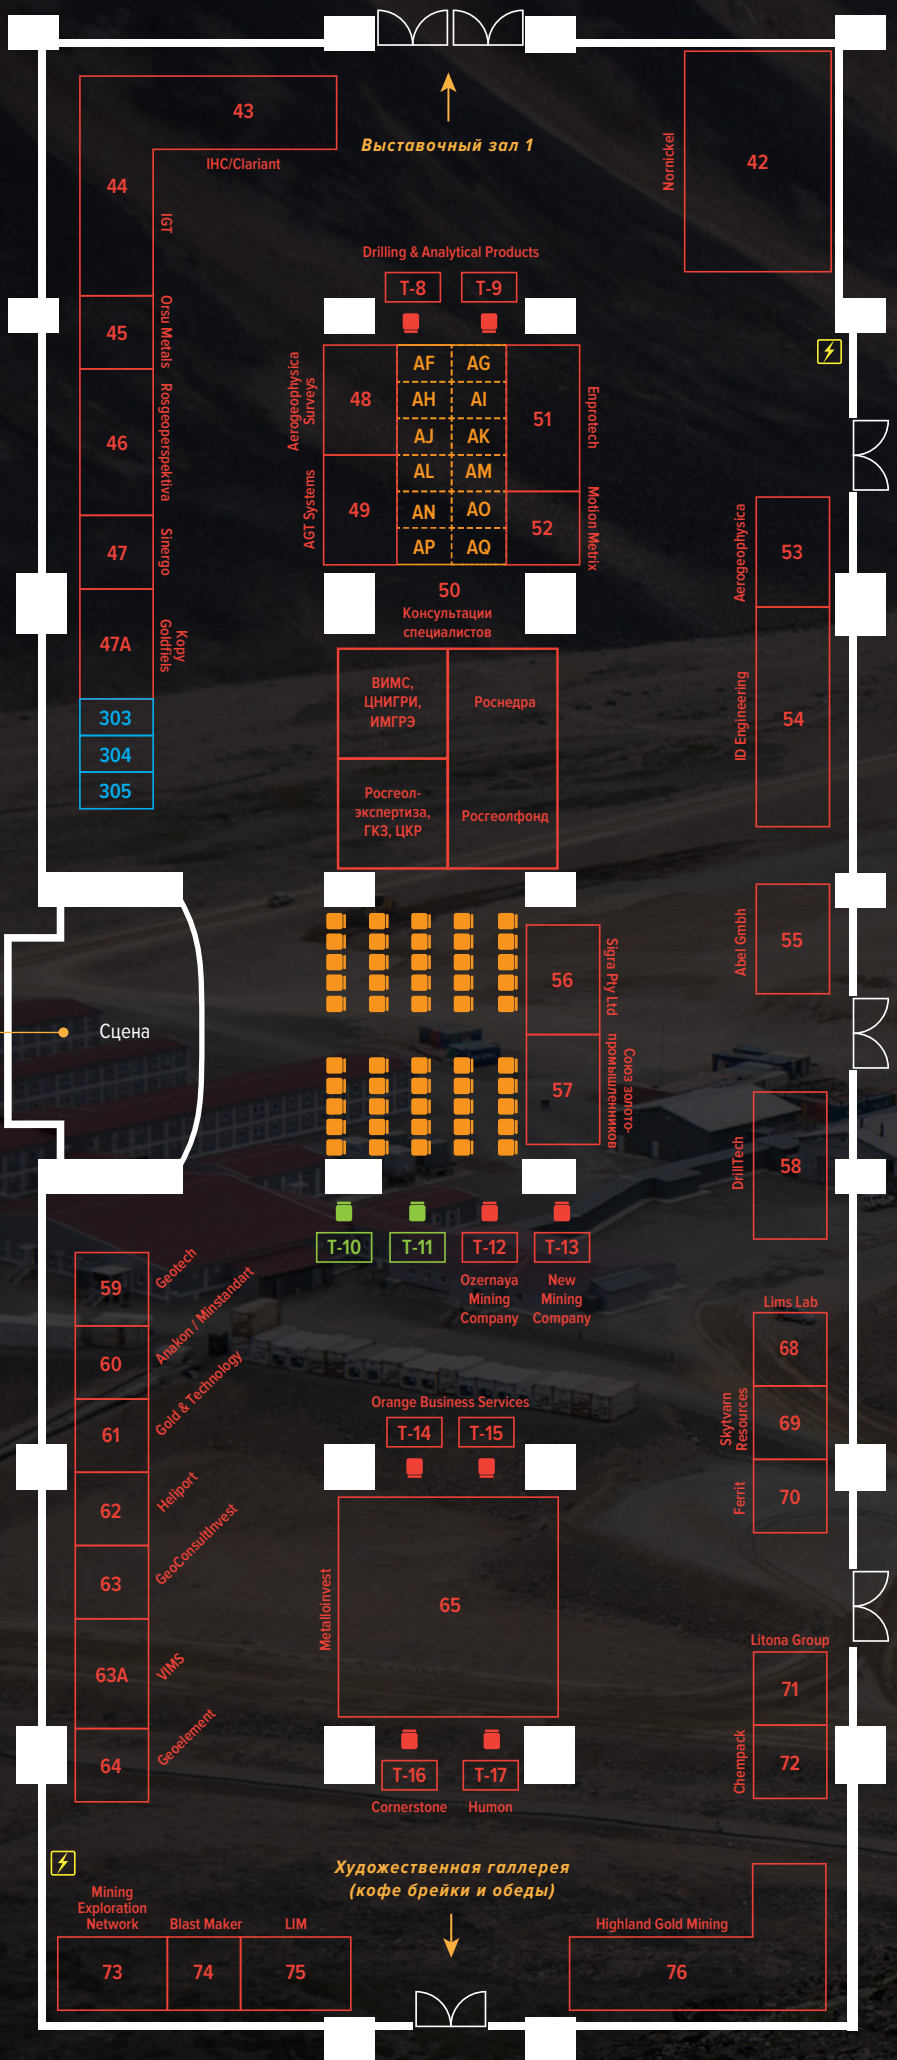 Выставочный зал 1
43
IHC/Clariant
44
IGT
42
Nornickel
Drilling & Analytical Products
T-8
T-9
45
Orsu Metals
46
Rosgeoperspektiva
47
Sinergo
47A
Kopy
Goldfiels
303
304
305
Aerogeophysica
Surveys
48
AGT Systems
49
AF
AG
AH
AI
AJ
AK
AL
AM
AN
AO
AP
AQ
51
Enprotech
52
Motion Metrix
50
Консультации
специалистов
ВИМС,
ЦНИГРИ,
ИМГРЭ
Роснедра
Росгеол-
экспертиза,
ГКЗ, ЦКР
Росгеолфонд
Aerogeophysica
53
ID Engineering
54
Abel Gmbh
55
Сцена
56
Sigra Pty Ltd
57
Союз золото-
промышленников
DrillTech
58
T-10
T-11
T-12
T-13
Ozernaya
Mining
Company
New
Mining
Company
59
Geotech
60
Anakon / Minstandart
61
Gold & Technology
62
Heliport
63
GeoConsultInvest
63A
VIMS
64
Geoelement
Lims Lab
68
Skytvarn
Resources
69
Ferrit
70
Orange Business Services
T-14
T-15
Metalloinvest
65
Litona Group
71
Chempack
72
T-16
T-17
Cornerstone
Humon
Художественная галлерея
(кофе брейки и обеды)
Mining
Exploration
Network
Blast Maker
LIM
Highland Gold Mining
73
74
75
76